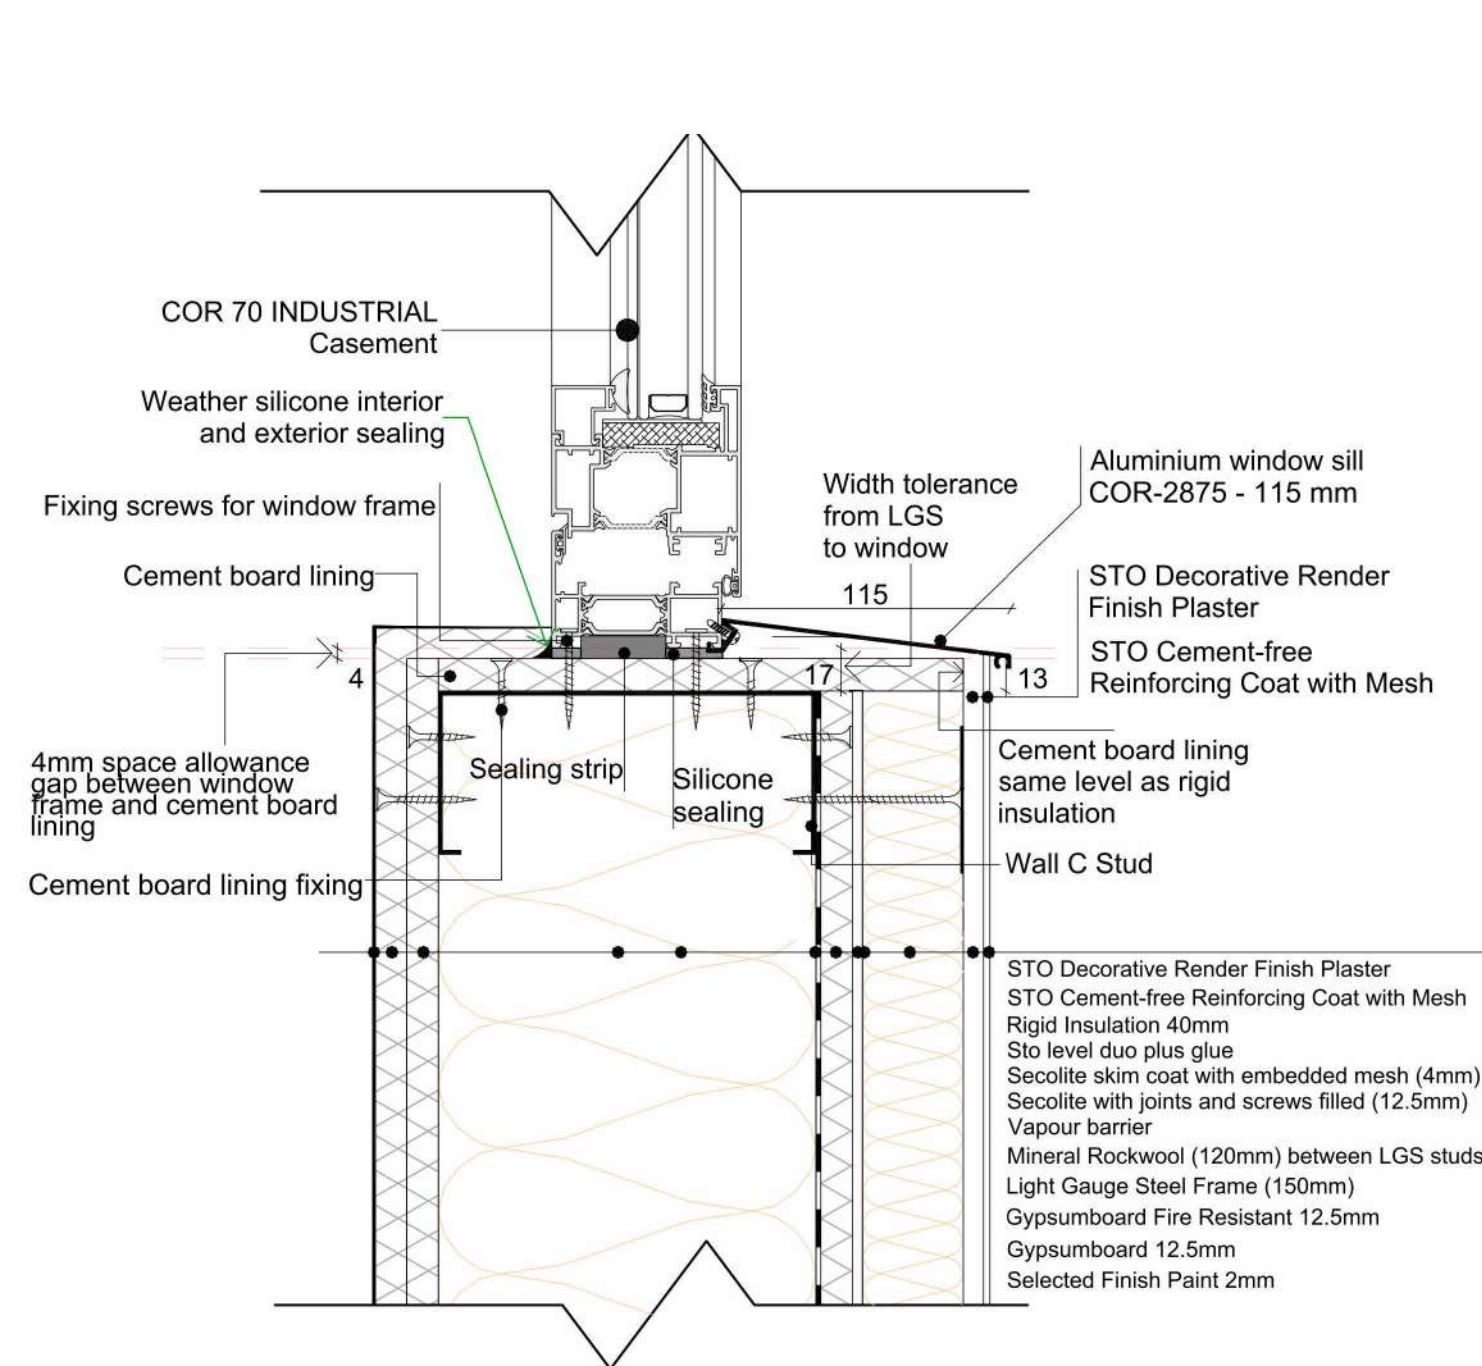 COR 70 INDUSTRIAL
Casement
Weather silicone interior
and exterior sealing
Fixing screws for window frame
Cement board lining
4
4mm space allowance
gap between window
frame and cement board
lining
Cement board lining fixing
Sealing strip
Silicone
sealing
Width tolerance
from LGS
to window
115
17
13
Aluminium window sill
COR-2875 - 115 mm
STO Decorative Render
Finish Plaster
STO Cement-free
Reinforcing Coat with Mesh
Cement board lining
same level as rigid
insulation
Wall C Stud
STO Decorative Render Finish Plaster
STO Cement-free Reinforcing Coat with Mesh
Rigid Insulation 40mm
Sto level duo plus glue
Secolite skim coat with embedded mesh (4mm)
Secolite with joints and screws filled (12.5mm)
Vapour barrier
Mineral Rockwool (120mm) between LGS studs
Light Gauge Steel Frame (150mm)
Gypsumboard Fire Resistant 12.5mm
Gypsumboard 12.5mm
Selected Finish Paint 2mm